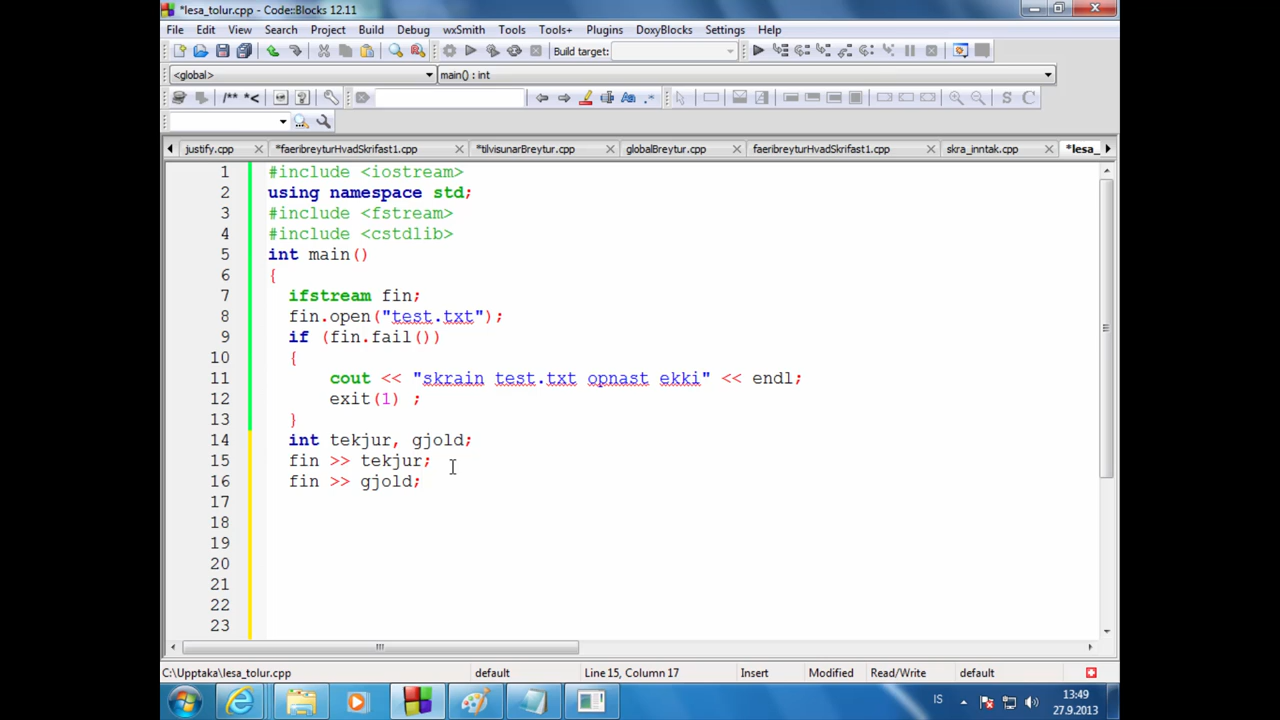 *lesa_tolur.cpp - Code::Blocks 12.11
File Edit View Search Project Build Debug wxSmith Tools Tools+ Plugins DoxyBlocks Settings Help
Build target:
<global> main() : int
/** *< Aa .* S C
justify.cpp *faeribreyturHvadSkrifast1.cpp *tilvisunarBreytur.cpp globalBreytur.cpp faeribreyturHvadSkrifast1.cpp skra_inntak.cpp *lesa_
1 #include <iostream>
2 using namespace std;
3 #include <fstream>
4 #include <cstdlib>
5 int main()
6 {
7 ifstream fin;
8 fin.open("test.txt");
9 if (fin.fail())
10 {
11 cout << "skrain test.txt opnast ekki" << endl;
12 exit(1) ;
13 }
14 int tekjur, gjold;
15 fin >> tekjur;
16 fin >> gjold;
17
18
19
20
21
22
23
C:\Upptaka\lesa_tolur.cpp default Line 15, Column 17 Insert Modified Read/Write default
IS 13:49
27.9.2013